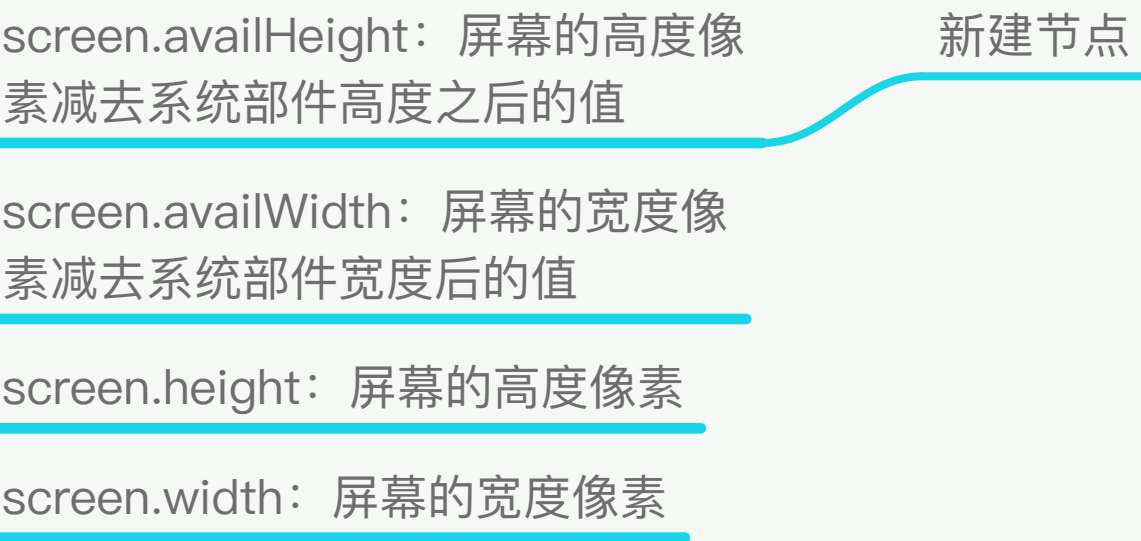 screen.availHeight：屏幕的高度像
素减去系统部件高度之后的值
新建节点
screen.availWidth：屏幕的宽度像
素减去系统部件宽度后的值
screen.height：屏幕的高度像素
screen.width：屏幕的宽度像素